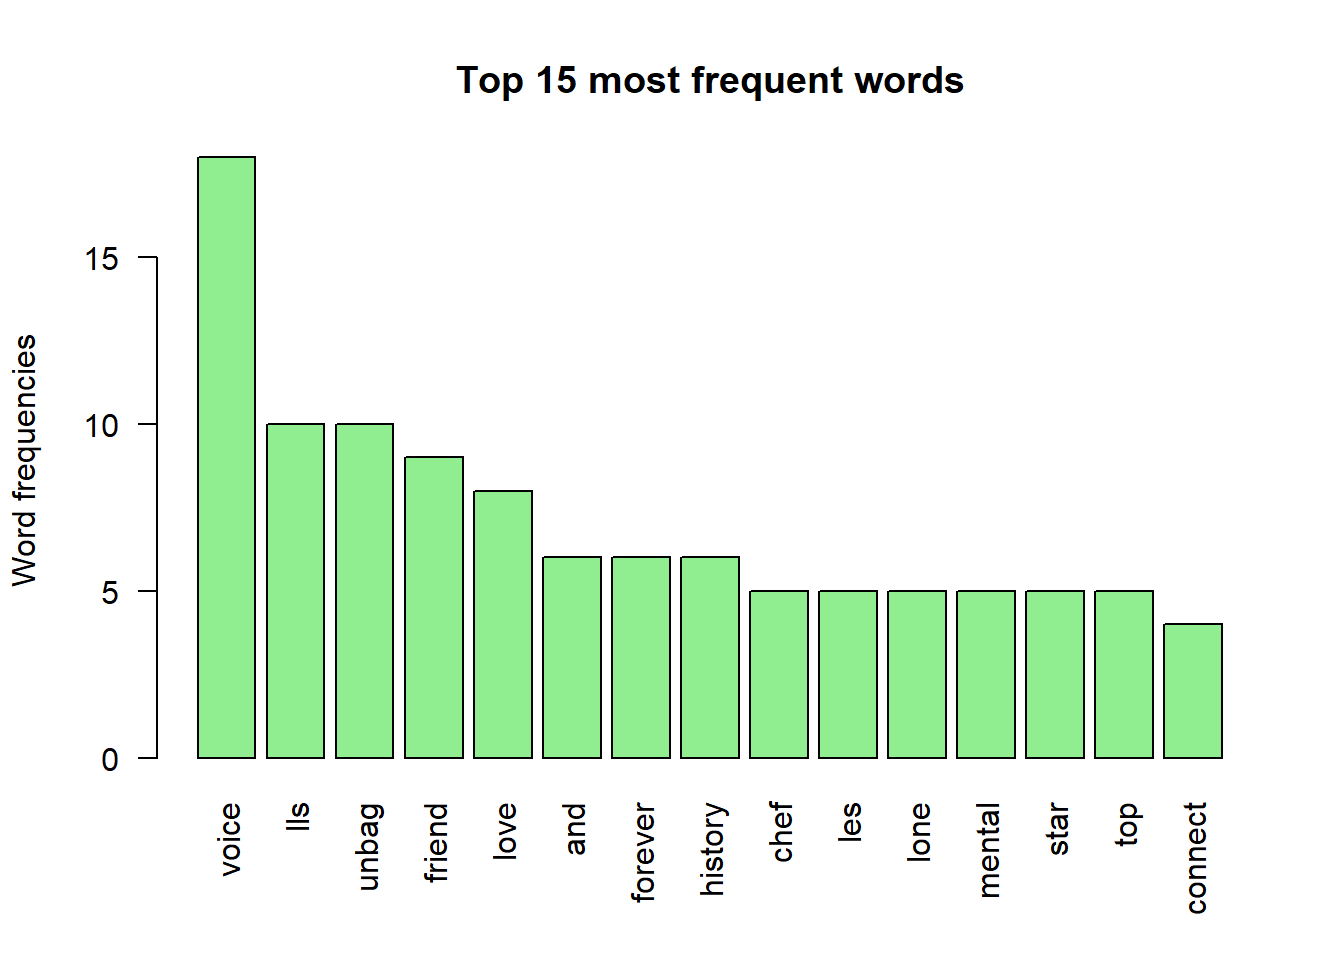 Top 15 most frequent words
Word frequencies
15
10
5
0
voice
lls
unbag
friend
love
and
forever
history
chef
les
lone
mental
star
top
connect